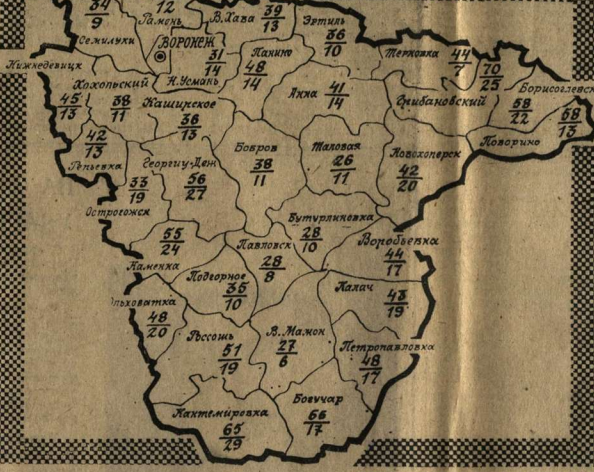 34
9
12
Рамонь
В.Хава
39
13
Эртиль
36
10
Семилуки
ВОРОНЕЖ
31
14
Панино
48
14
Терновка
44
7
70
25
Нижнедевицк
Хохольский
38
11
Н.Усмань
Анна
41
14
Грибановский
Борисоглебск
58
22
45
13
Каширское
36
13
68
13
Поворино
42
13
Репьевка
Георгиу-Деж
56
27
Бобров
38
11
Таловая
26
11
Новохоперск
42
20
33
19
Острогожск
55
24
Каменка
Бутурлиновка
28
10
Павловск
28
8
Воробьевка
44
17
Подгорное
35
10
Калач
43
19
Ольховатка
48
20
Россошь
51
19
В.Мамон
27
6
Петропавловка
48
17
Кантемировка
65
29
Богучар
66
17